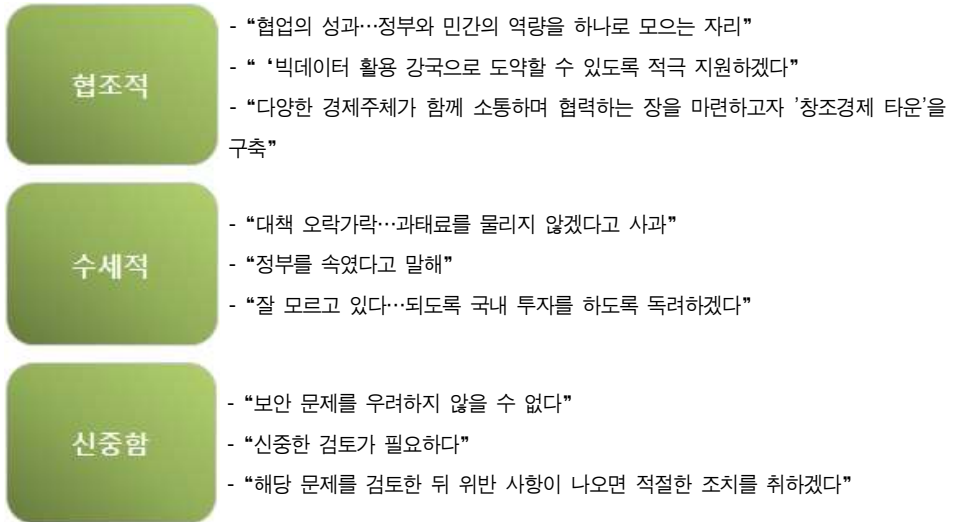 협조적
- “협업의 성과…정부와 민간의 역량을 하나로 모으는 자리”
- “ ‘빅데이터 활용 강국으로 도약할 수 있도록 적극 지원하겠다”
- “다양한 경제주체가 함께 소통하며 협력하는 장을 마련하고자 '창조경제 타운'을
구축”
수세적
- “대책 오락가락…과태료를 물리지 않겠다고 사과”
- “정부를 속였다고 말해”
- “잘 모르고 있다…되도록 국내 투자를 하도록 독려하겠다”
신중함
- “보안 문제를 우려하지 않을 수 없다”
- “신중한 검토가 필요하다”
- “해당 문제를 검토한 뒤 위반 사항이 나오면 적절한 조치를 취하겠다”